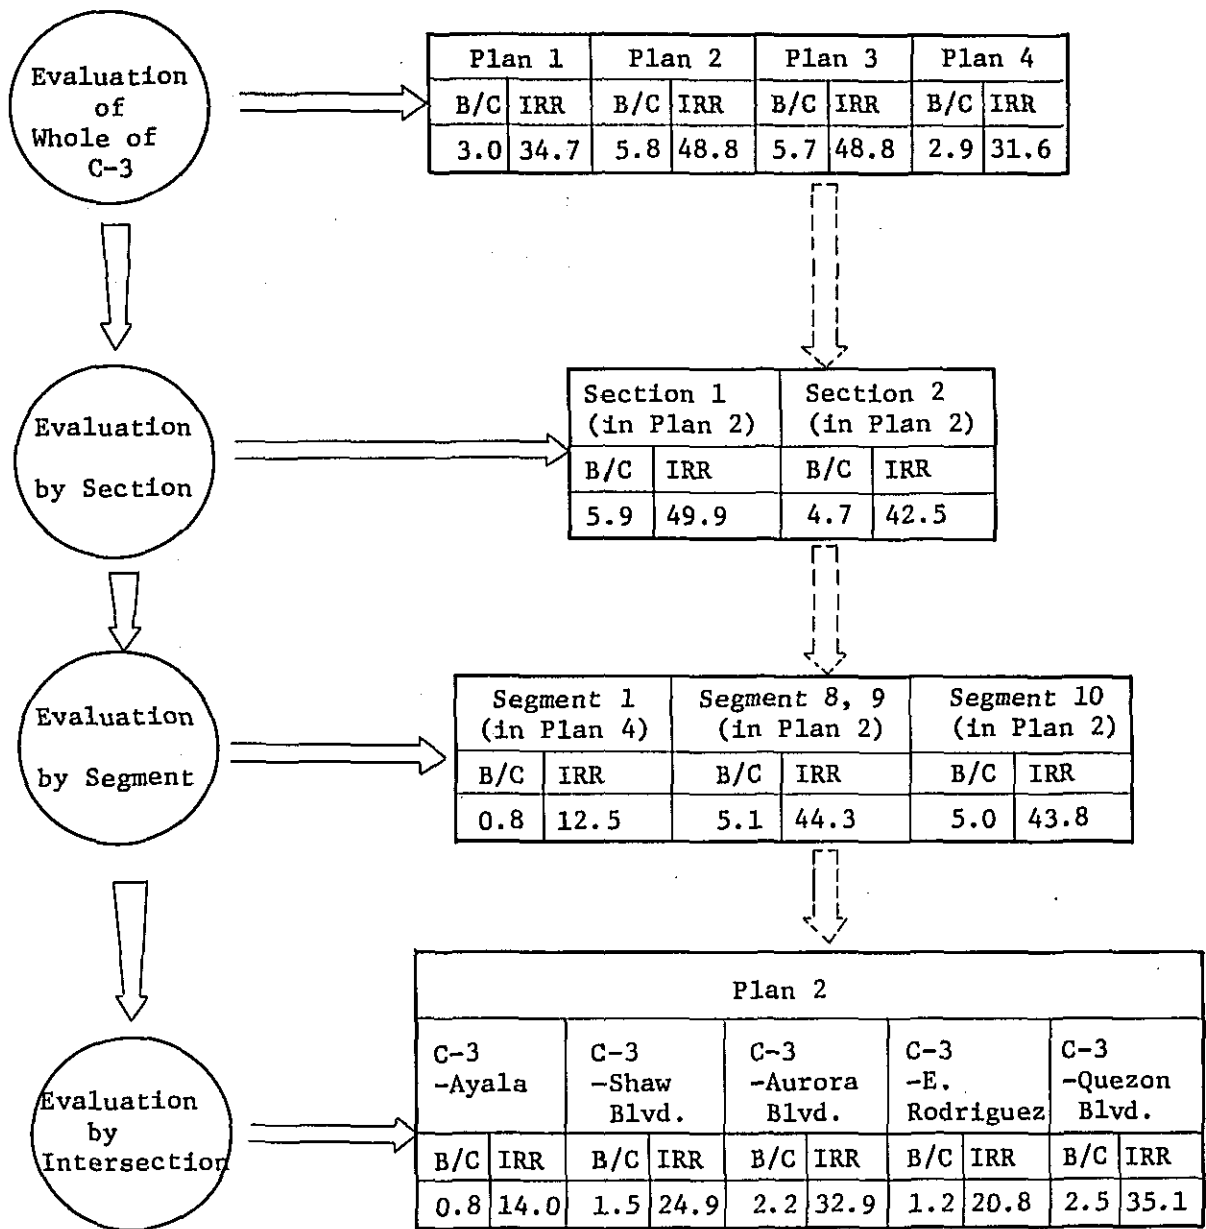 Evaluation
of
Whole of
C-3
Plan 1 Plan 2 Plan 3 Plan 4
B/C IRR B/C IRR B/C IRR B/C IRR
3.0 34.7 5.8 48.8 5.7 48.8 2.9 31.6
Evaluation
by Section
Section 1 Section 2
(in Plan 2) (in Plan 2)
B/C IRR B/C IRR
5.9 49.9 4.7 42.5
Evaluation
by Segment
Segment 1 Segment 8, 9 Segment 10
(in Plan 4) (in Plan 2) (in Plan 2)
B/C IRR B/C IRR B/C IRR
0.8 12.5 5.1 44.3 5.0 43.8
Evaluation
by
Intersection
Plan 2
C-3 C-3 C-3 C-3 C-3
-Ayala -Shaw -Aurora -E. -Quezon
Blvd. Blvd. Rodriguez Blvd.
B/C IRR B/C IRR B/C IRR B/C IRR B/C IRR
0.8 14.0 1.5 24.9 2.2 32.9 1.2 20.8 2.5 35.1